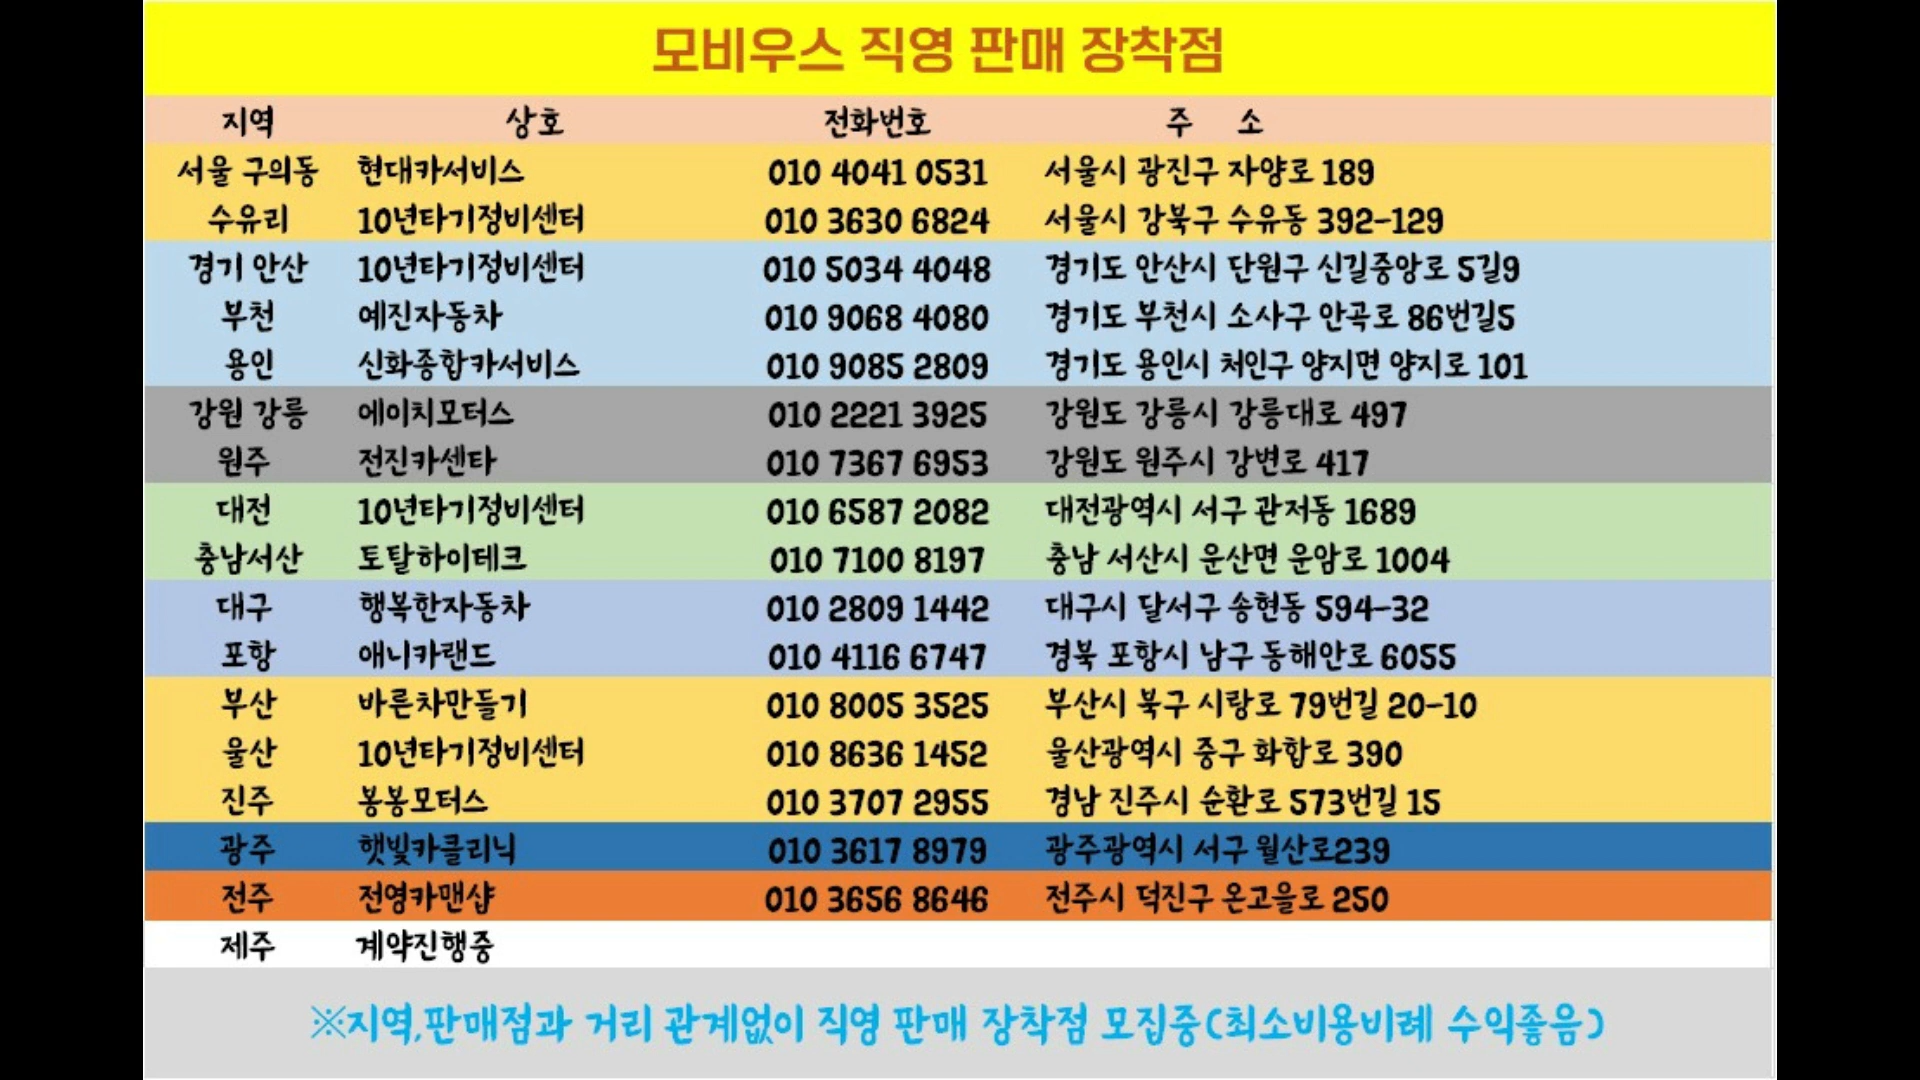 모비우스 직영 판매 장착점
지역 상호 전화번호 주 소
서울 구의동 현대카서비스 010 4041 0531 서울시 광진구 자양로 189
수유리 10년타기정비센터 010 3630 6824 서울시 강북구 수유동 392-129
경기 안산 10년타기정비센터 010 5034 4048 경기도 안산시 단원구 신길중앙로 5길9
부천 예진자동차 010 9068 4080 경기도 부천시 소사구 안곡로 86번길5
용인 신화종합카서비스 010 9085 2809 경기도 용인시 처인구 양지면 양지로 101
강원 강릉 에이치모터스 010 2221 3925 강원도 강릉시 강릉대로 497
원주 전진카센타 010 7367 6953 강원도 원주시 강변로 417
대전 10년타기정비센터 010 6587 2082 대전광역시 서구 관저동 1689
충남서산 토탈하이테크 010 7100 8197 충남 서산시 운산면 운암로 1004
대구 행복한자동차 010 2809 1442 대구시 달서구 송현동 594-32
포항 애니카랜드 010 4116 6747 경북 포항시 남구 동해안로 6055
부산 바른차만들기 010 8005 3525 부산시 북구 시랑로 79번길 20-10
울산 10년타기정비센터 010 8636 1452 울산광역시 중구 화합로 390
진주 봉봉모터스 010 3707 2955 경남 진주시 순환로 573번길 15
광주 햇빛카클리닉 010 3617 8979 광주광역시 서구 월산로239
전주 전영카맨샵 010 3656 8646 전주시 덕진구 온고을로 250
제주 계약진행중
※지역,판매점과 거리 관계없이 직영 판매 장착점 모집중(최소비용비례 수익좋음)